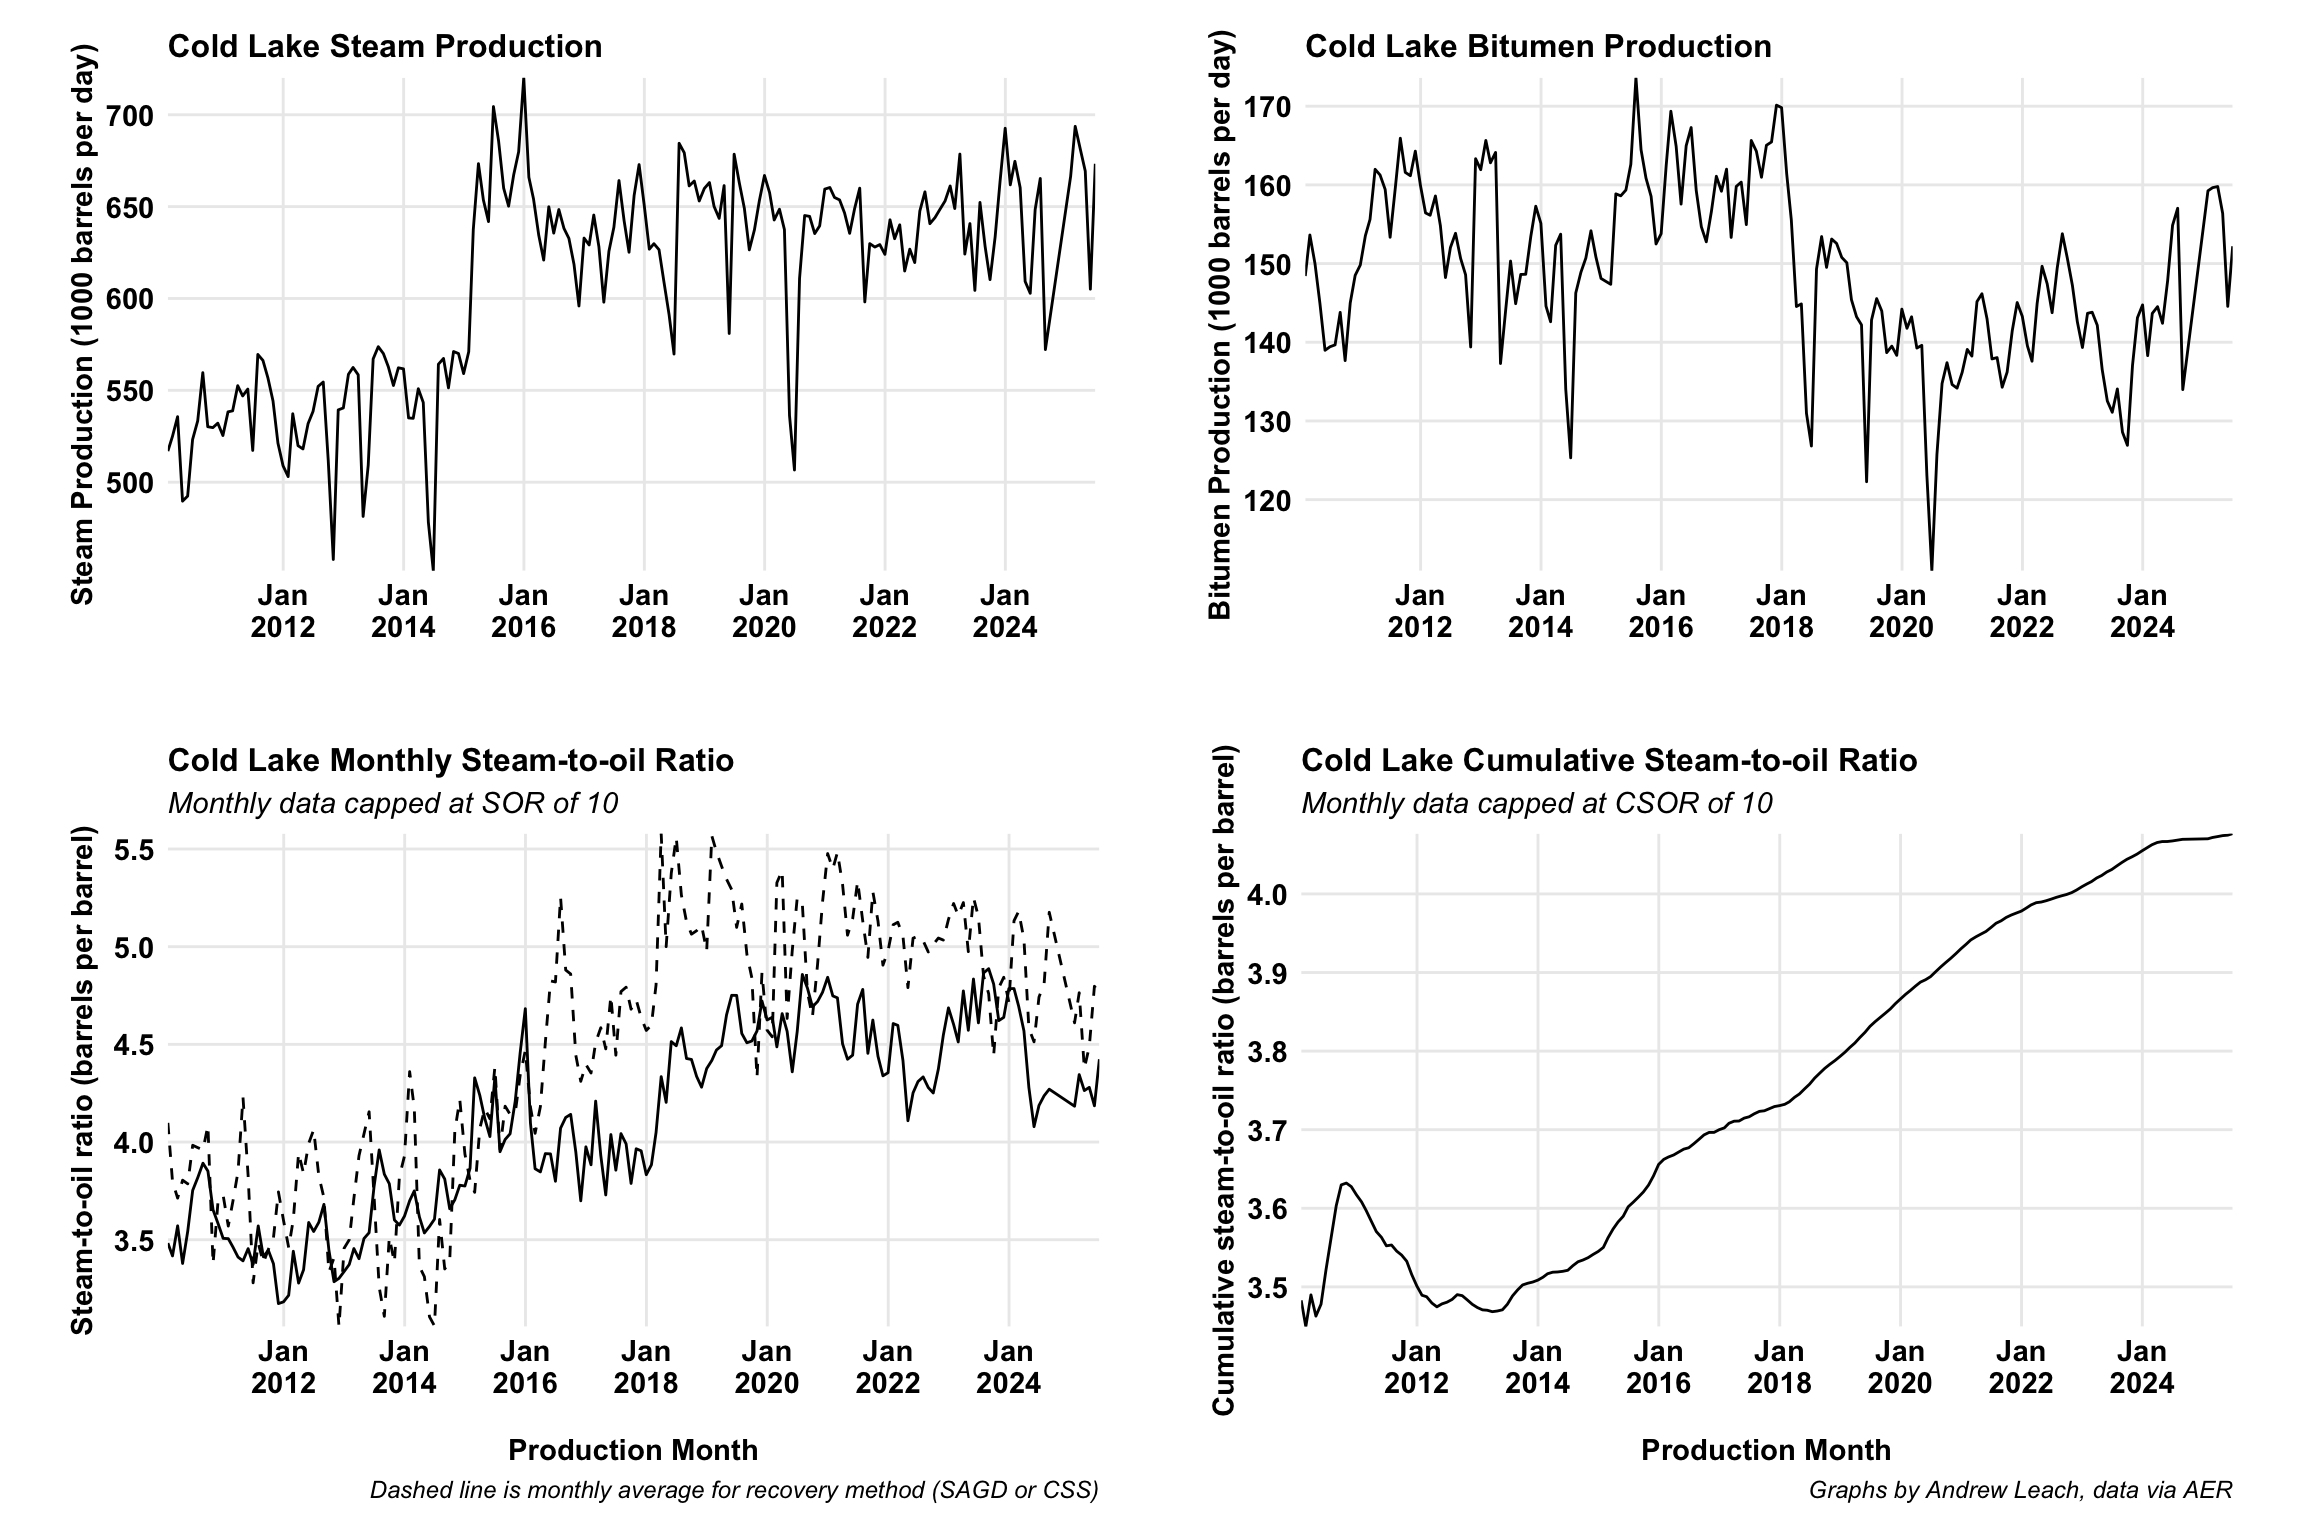 Cold Lake Steam Production
Steam Production (1000 barrels per day)
700
650
600
550
500
Jan
2012
Jan
2014
Jan
2016
Jan
2018
Jan
2020
Jan
2022
Jan
2024
Cold Lake Bitumen Production
Bitumen Production (1000 barrels per day)
170
160
150
140
130
120
Jan
2012
Jan
2014
Jan
2016
Jan
2018
Jan
2020
Jan
2022
Jan
2024
Cold Lake Monthly Steam-to-oil Ratio
Monthly data capped at SOR of 10
Steam-to-oil ratio (barrels per barrel)
5.5
5.0
4.5
4.0
3.5
Jan
2012
Jan
2014
Jan
2016
Jan
2018
Jan
2020
Jan
2022
Jan
2024
Production Month
Dashed line is monthly average for recovery method (SAGD or CSS)
Cold Lake Cumulative Steam-to-oil Ratio
Monthly data capped at CSOR of 10
Cumulative steam-to-oil ratio (barrels per barrel)
4.0
3.9
3.8
3.7
3.6
3.5
Jan
2012
Jan
2014
Jan
2016
Jan
2018
Jan
2020
Jan
2022
Jan
2024
Production Month
Graphs by Andrew Leach, data via AER